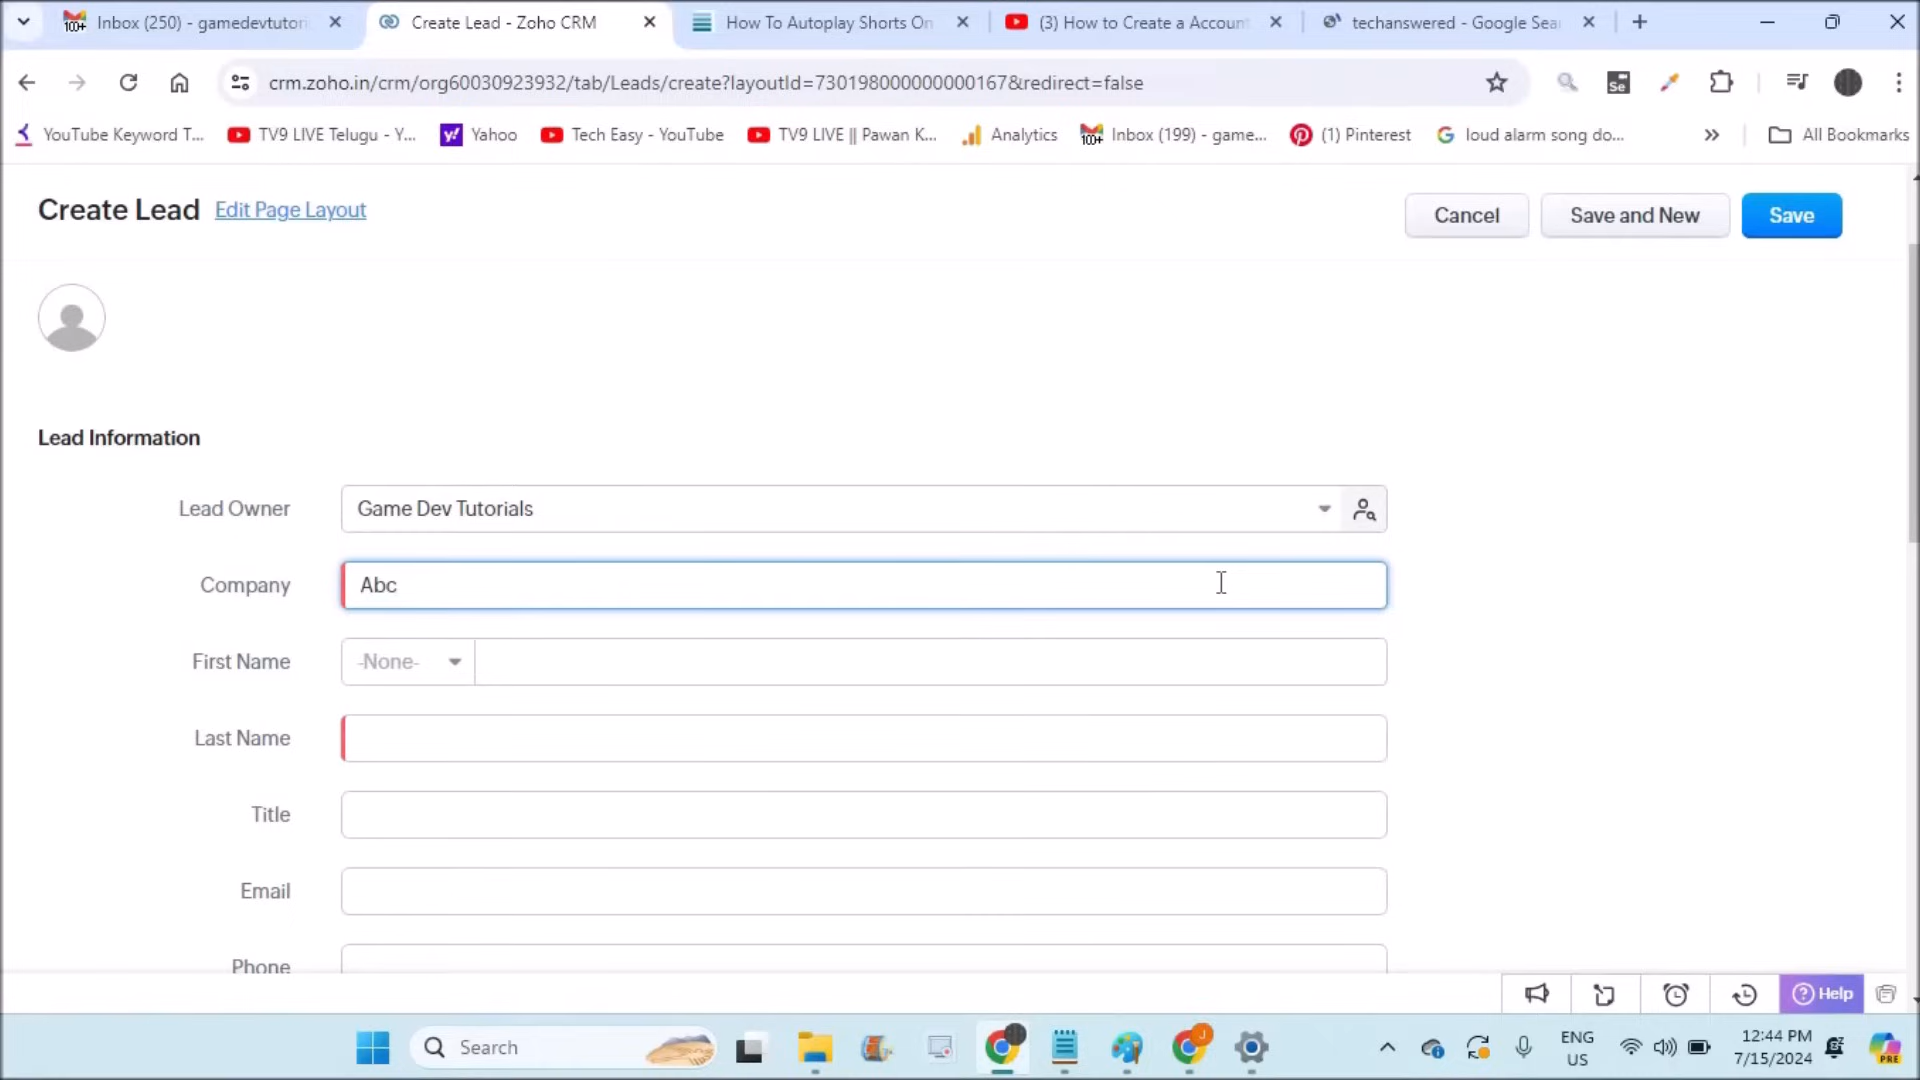 Inbox (250) - gamedevtutori
Create Lead - Zoho CRM
How To Autoplay Shorts On
(3) How to Create a Account
techanswered - Google Sea
crm.zoho.in/crm/org60030923932/tab/Leads/create?layoutId=730198000000000167&redirect=false
Se
YouTube Keyword T...
TV9 LIVE Telugu - Y...
Yahoo
Tech Easy - YouTube
TV9 LIVE || Pawan K...
Analytics
Inbox (199) - game...
(1) Pinterest
loud alarm song do...
»
All Bookmarks
Create Lead
Edit Page Layout
Cancel
Save and New
Save
Lead Information
Lead Owner
Game Dev Tutorials
Company
Abc
First Name
-None-
Last Name
Title
Email
Phone
Help
Search
ENG
US
12:44 PM
7/15/2024
PRE